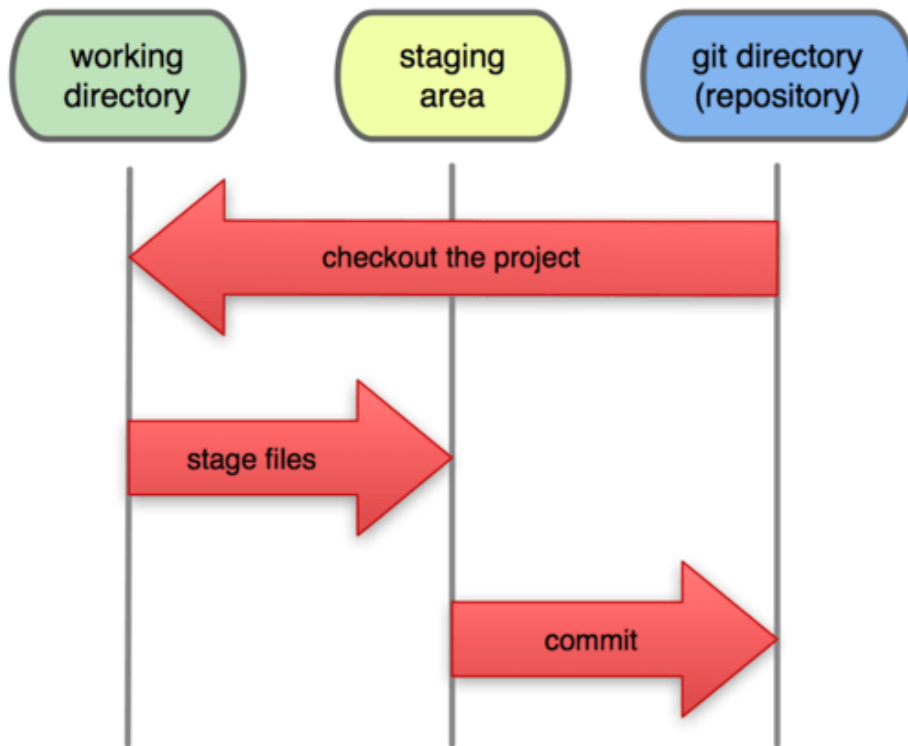 working
directory
staging
area
git directory
(repository)
checkout the project
stage files
commit